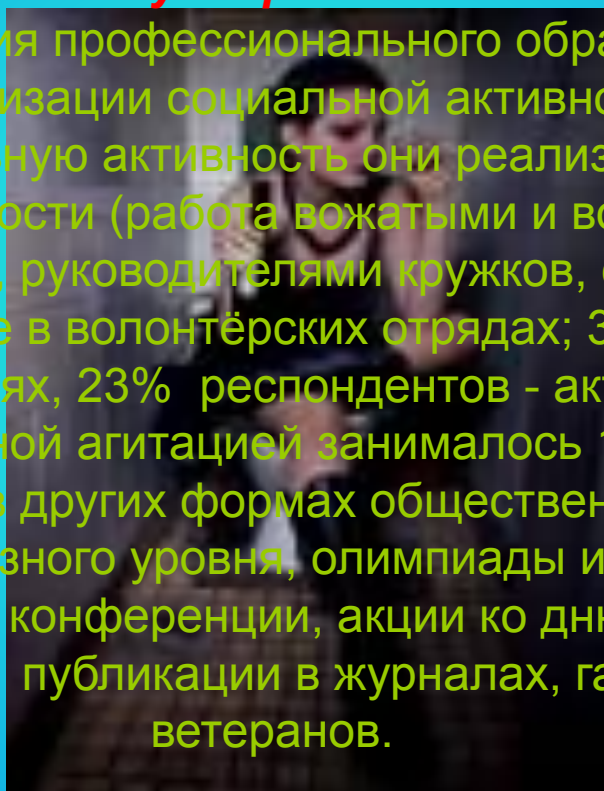 ия профессионального обра
изации социальной активно
ную активность они реализ
ости (работа вожатыми и во
, руководителями кружков,
е в волонтёрских отрядах; 3
ях, 23% респондентов - акт
ной агитацией занималось 1
в других формах обществен
зного уровня, олимпиады и
конференции, акции ко дню
публикации в журналах, га
ветеранов.